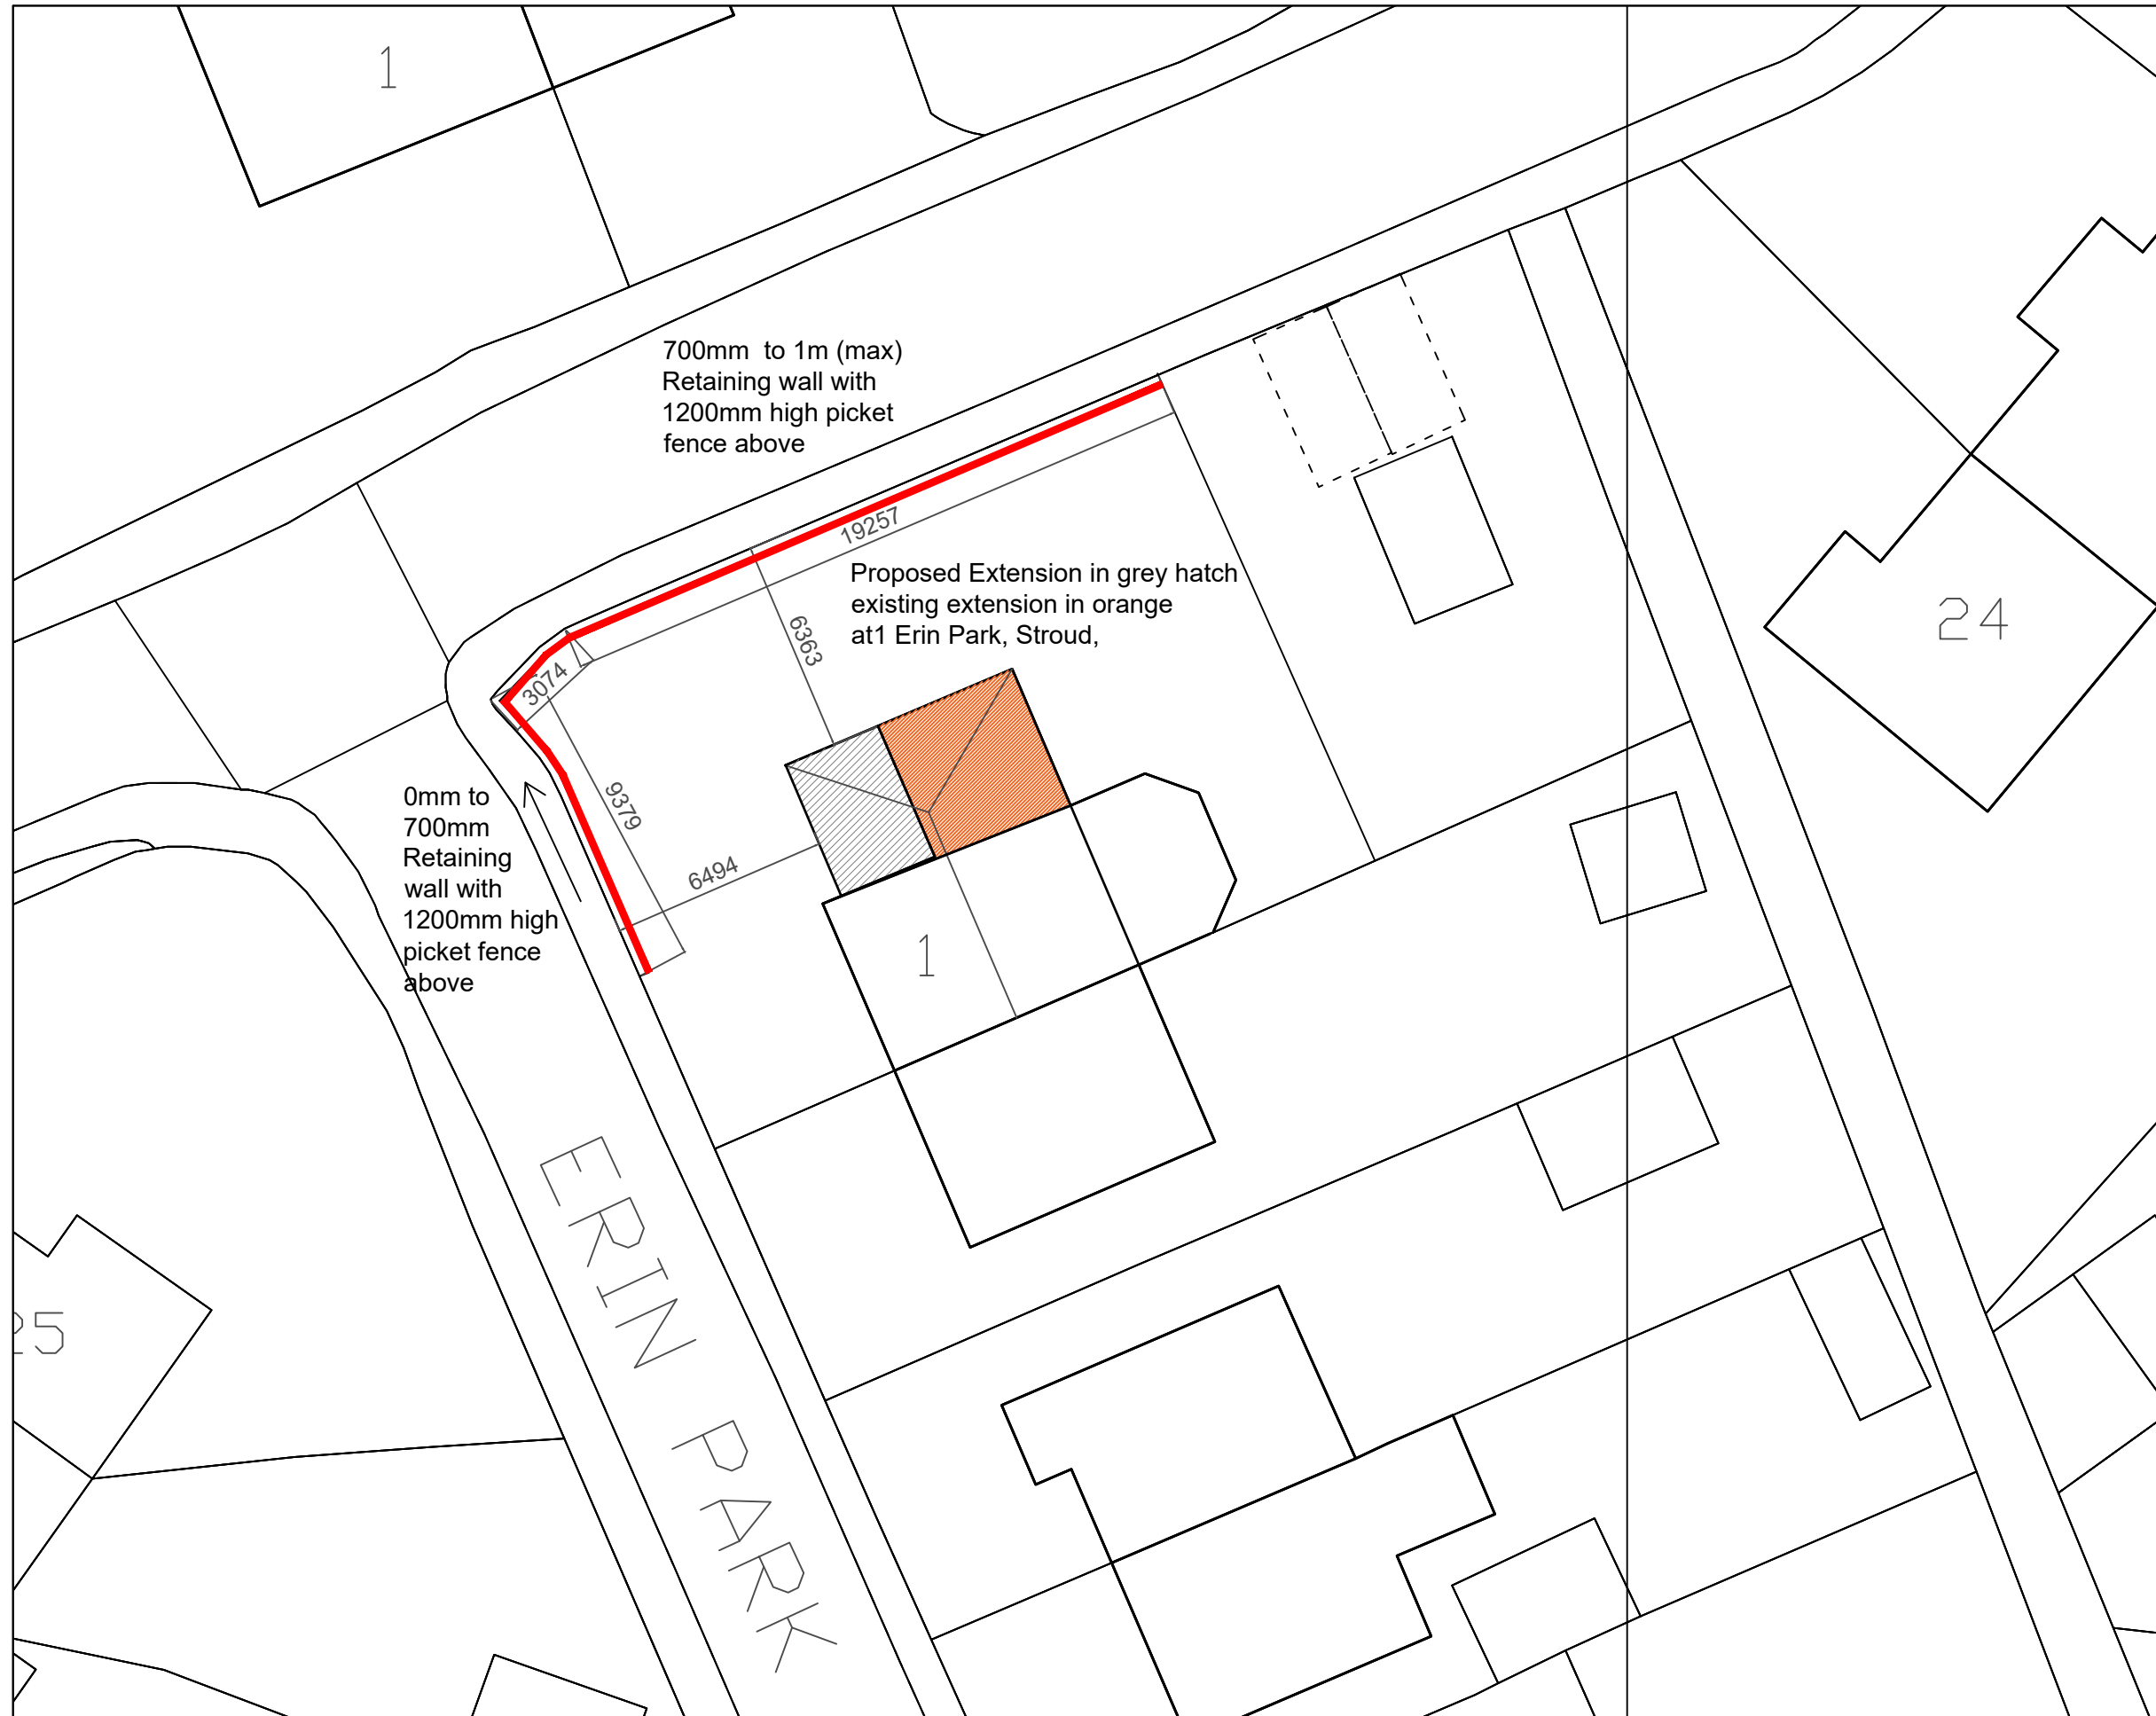 1
700mm to 1m (max)
Retaining wall with
1200mm high picket
fence above
19257
Proposed Extension in grey hatch
existing extension in orange
at1 Erin Park, Stroud,
6363
24
3074
9379
0mm to
700mm
Retaining
wall with
1200mm high
picket fence
above
6494
1
ERIN PARK
25